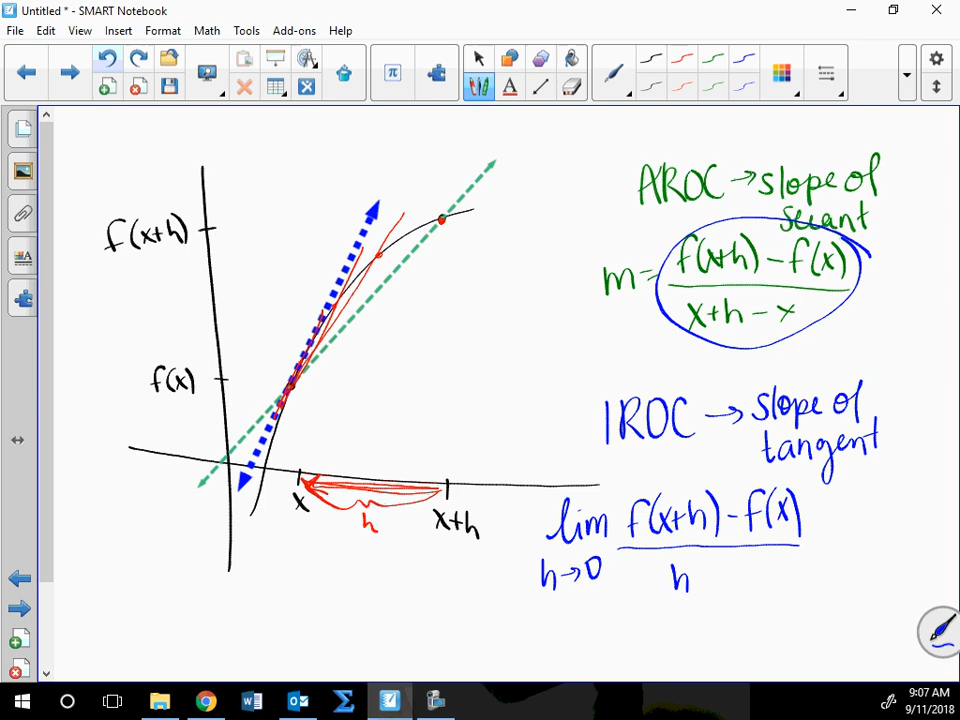 Untitled * - SMART Notebook
File Edit View Insert Format Math Tools Add-ons Help
π
A
f(x+h)
f(x)
x
h
x+h
AROC → slope of
secant
m = f(x+h) - f(x)
x+h - x
IROC → slope of
tangent
lim f(x+h) - f(x)
h→0 h
9:07 AM
9/11/2018